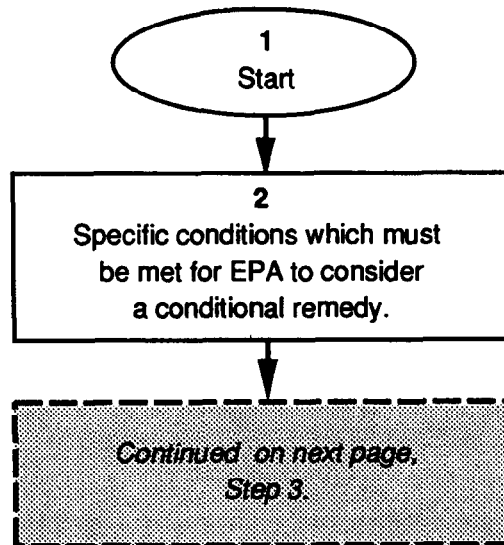 1
Start
2
Specific conditions which must
be met for EPA to consider
a conditional remedy.
Continued on next page,
Step 3.